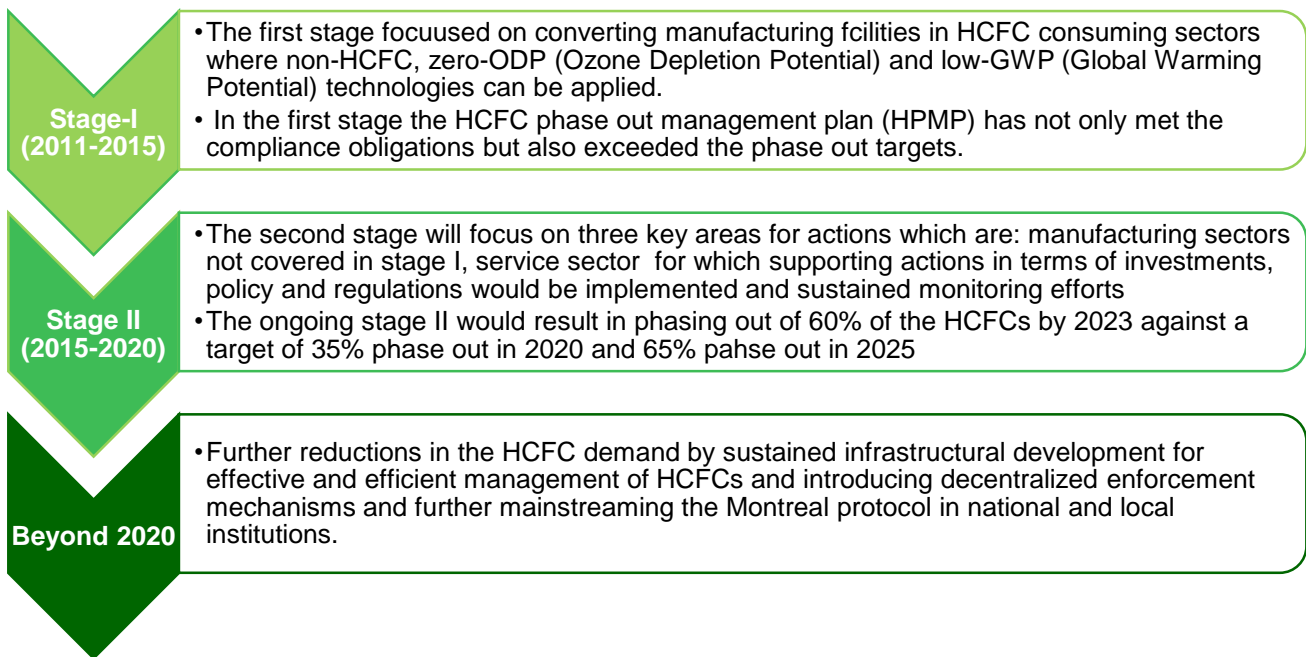 Stage-I
(2011-2015)
•The first stage focuused on converting manufacturing fcilities in HCFC consuming sectors
where non-HCFC, zero-ODP (Ozone Depletion Potential) and low-GWP (Global Warming
Potential) technologies can be applied.
• In the first stage the HCFC phase out management plan (HPMP) has not only met the
compliance obligations but also exceeded the phase out targets.
Stage II
(2015-2020)
•The second stage will focus on three key areas for actions which are: manufacturing sectors
not covered in stage I, service sector for which supporting actions in terms of investments,
policy and regulations would be implemented and sustained monitoring efforts
•The ongoing stage II would result in phasing out of 60% of the HCFCs by 2023 against a
target of 35% phase out in 2020 and 65% pahse out in 2025
Beyond 2020
•Further reductions in the HCFC demand by sustained infrastructural development for
effective and efficient management of HCFCs and introducing decentralized enforcement
mechanisms and further mainstreaming the Montreal protocol in national and local
institutions.